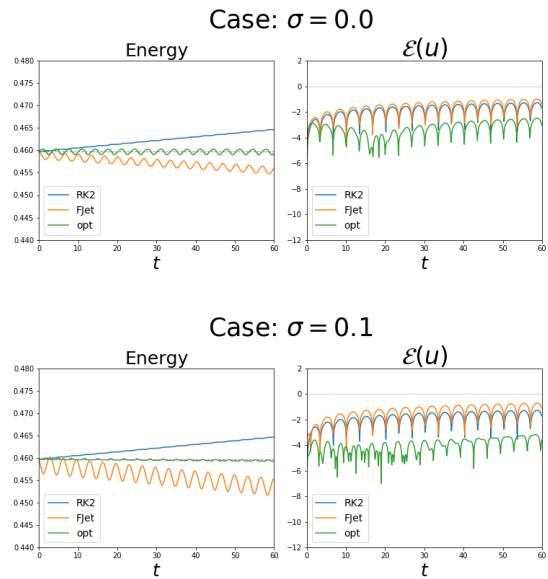 Case: σ = 0.0
Energy
0.480
0.475
0.470
0.465
0.460
0.455
0.450
0.445
0.440
RK2
FJet
opt
0 10 20 30 40 50 60
t
ℰ(u)
2
0
−2
−4
−6
−8
−10
−12
RK2
FJet
opt
0 10 20 30 40 50 60
t
Case: σ = 0.1
Energy
0.480
0.475
0.470
0.465
0.460
0.455
0.450
0.445
0.440
RK2
FJet
opt
0 10 20 30 40 50 60
t
ℰ(u)
2
0
−2
−4
−6
−8
−10
−12
RK2
FJet
opt
0 10 20 30 40 50 60
t